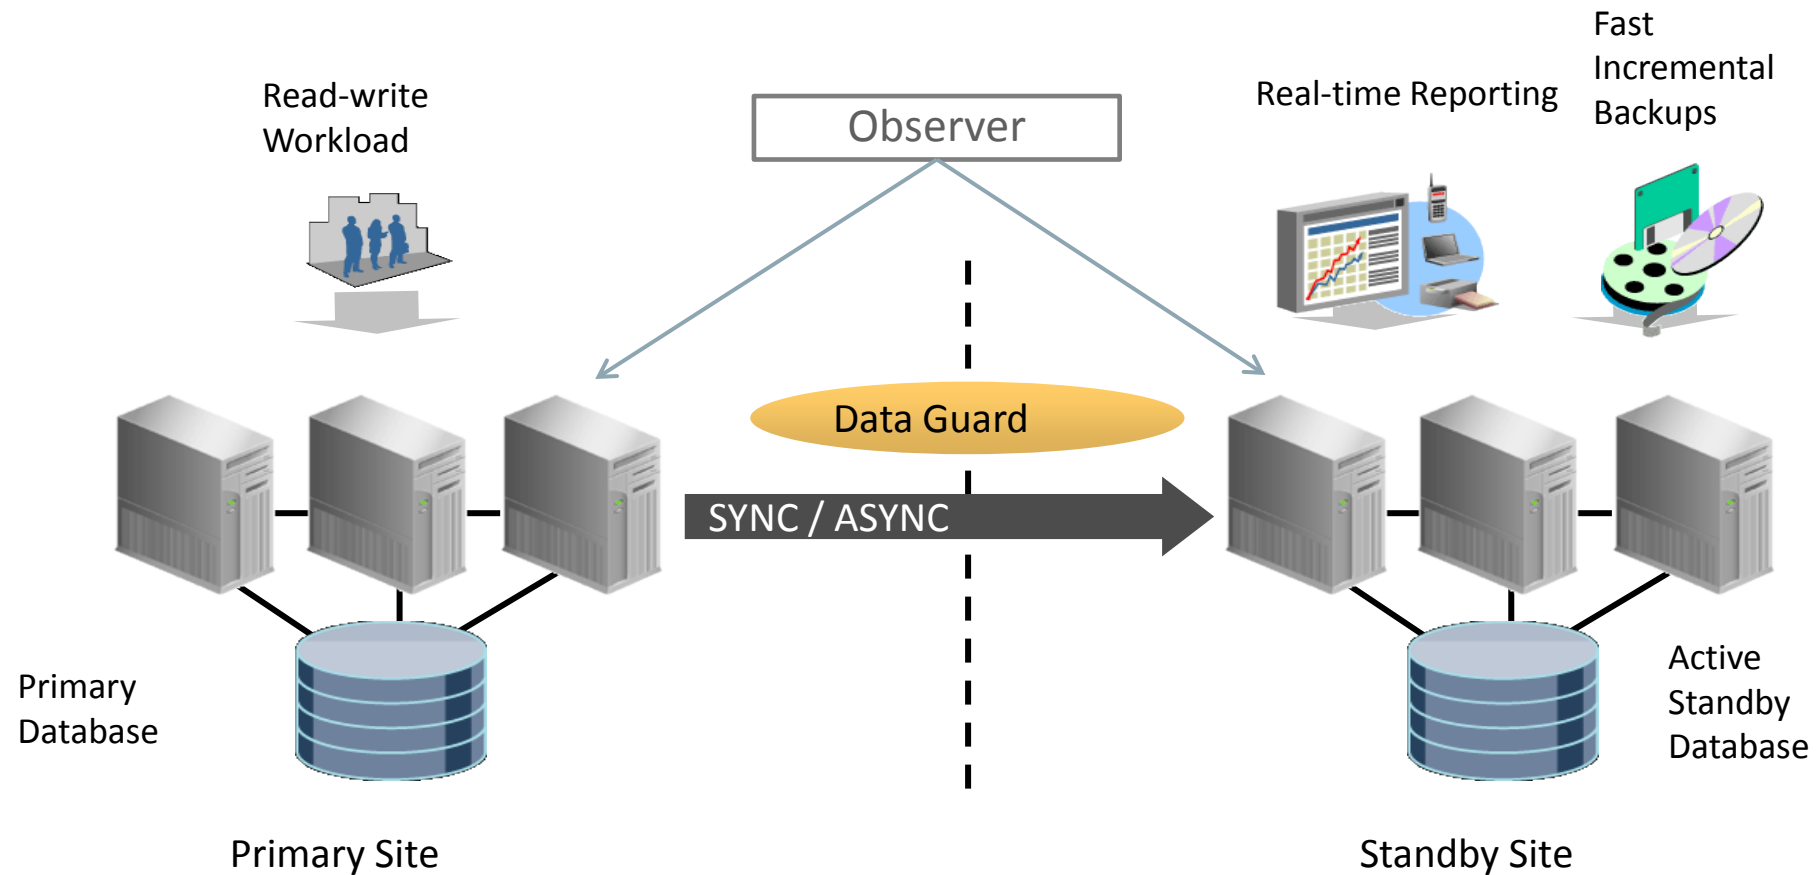 Read-write
Workload
Observer
Real-time Reporting
Fast
Incremental
Backups
Data Guard
SYNC / ASYNC
Primary
Database
Active
Standby
Database
Primary Site
Standby Site